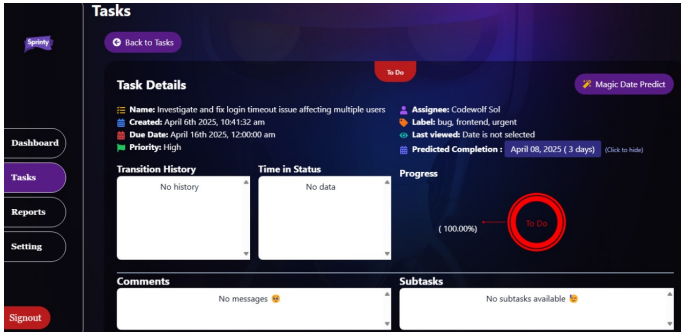 Tasks
Sprinty
Back to Tasks
To Do
Task Details
Magic Date Predict
Name: Investigate and fix login timeout issue affecting multiple users
Created: April 6th 2025, 10:41:32 am
Due Date: April 16th 2025, 12:00:00 am
Priority: High
Assignee: Codewolf Sol
Label: bug, frontend, urgent
Last viewed: Date is not selected
Predicted Completion : April 08, 2025 ( 3 days) (Click to hide)
Dashboard
Tasks
Reports
Setting
Signout
Transition History
No history
Time in Status
No data
Progress
( 100.00%)
To Do
Comments
No messages 😢
Subtasks
No subtasks available 🥳